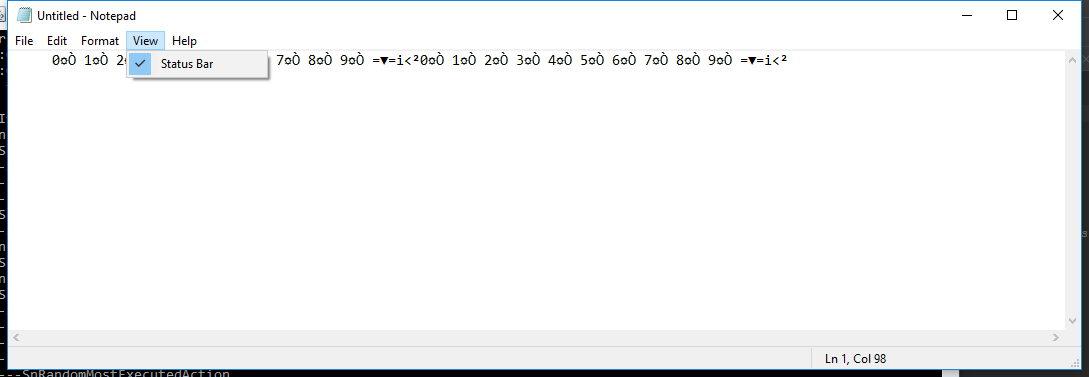 Untitled - Notepad
File Edit Format View Help
Status Bar
0¤Ò 1¤Ò 2¤ 7¤Ò 8¤Ò 9¤Ò =▼=i<²0¤Ò 1¤Ò 2¤Ò 3¤Ò 4¤Ò 5¤Ò 6¤Ò 7¤Ò 8¤Ò 9¤Ò =▼=i<²
Ln 1, Col 98
---SnRandomMostExecutedAction